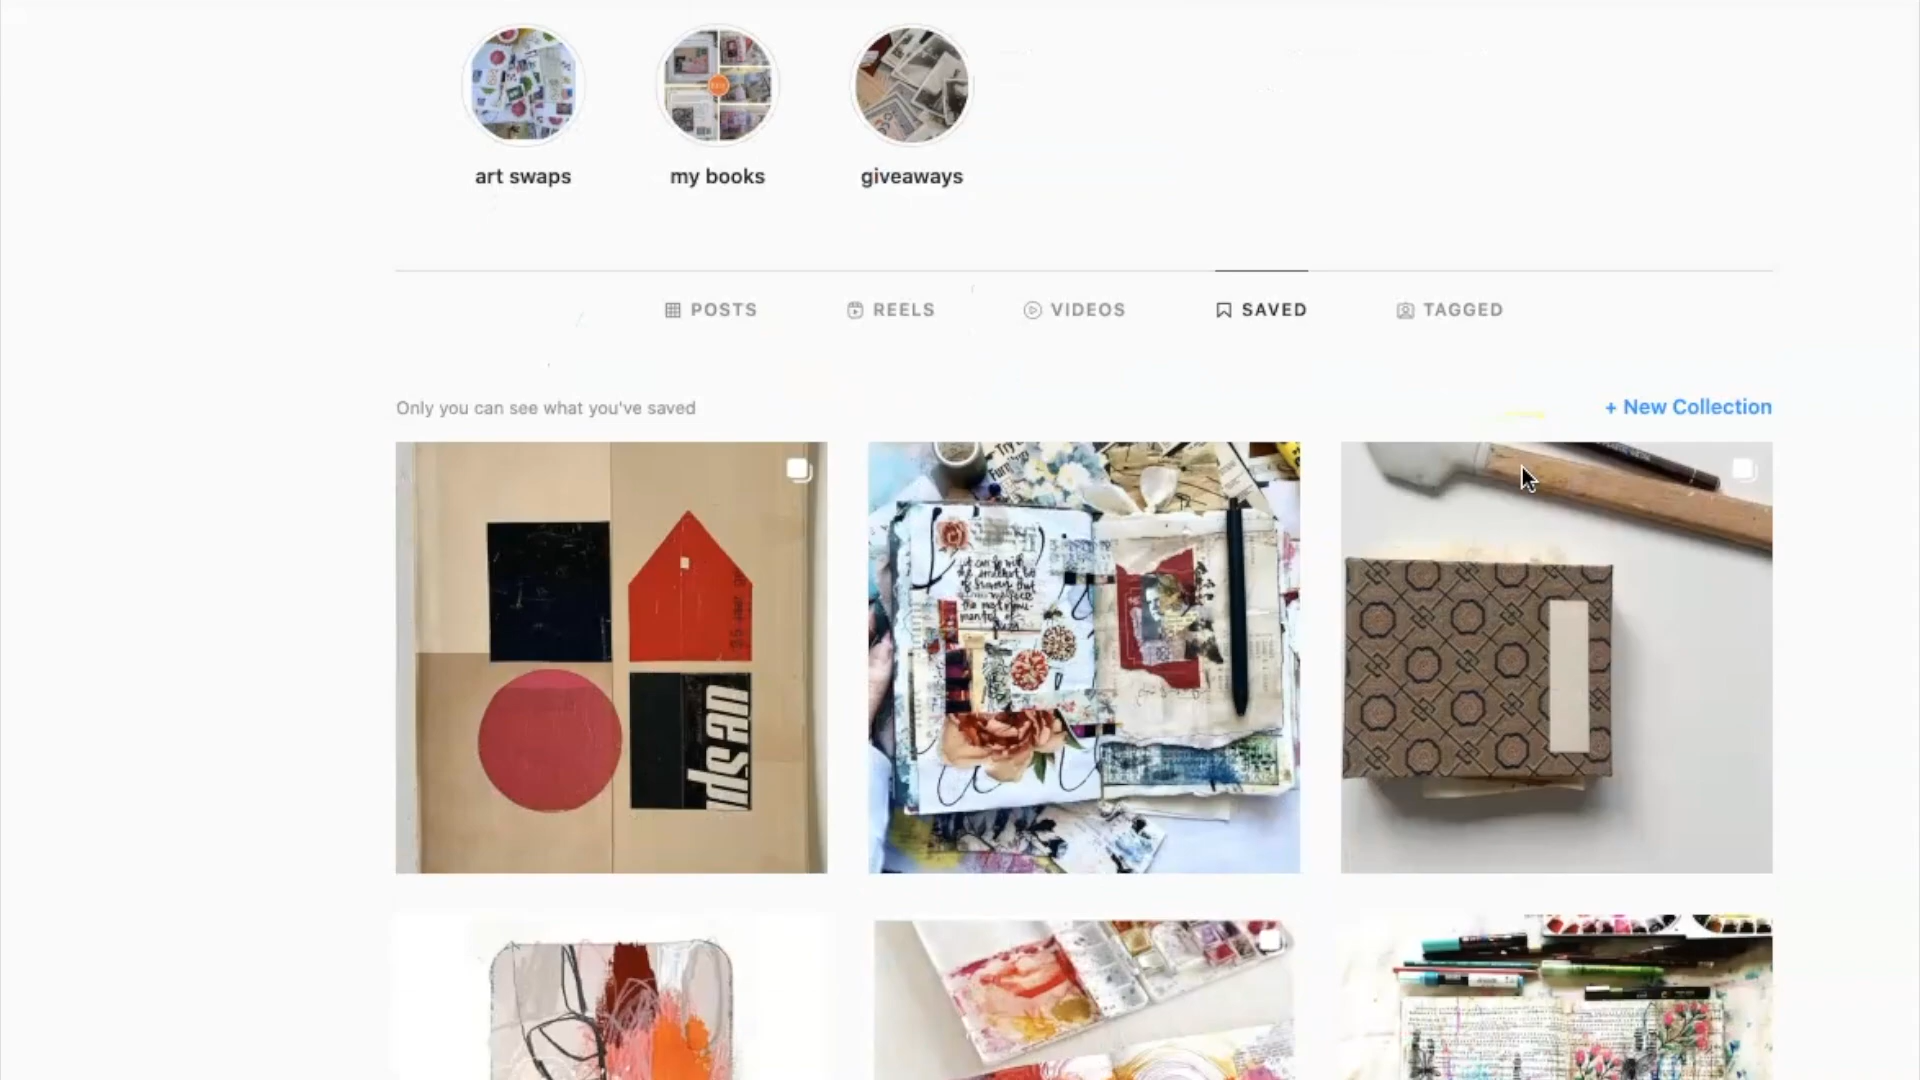 art swaps
my books
giveaways
POSTS
REELS
VIDEOS
SAVED
TAGGED
Only you can see what you've saved
+ New Collection
Try